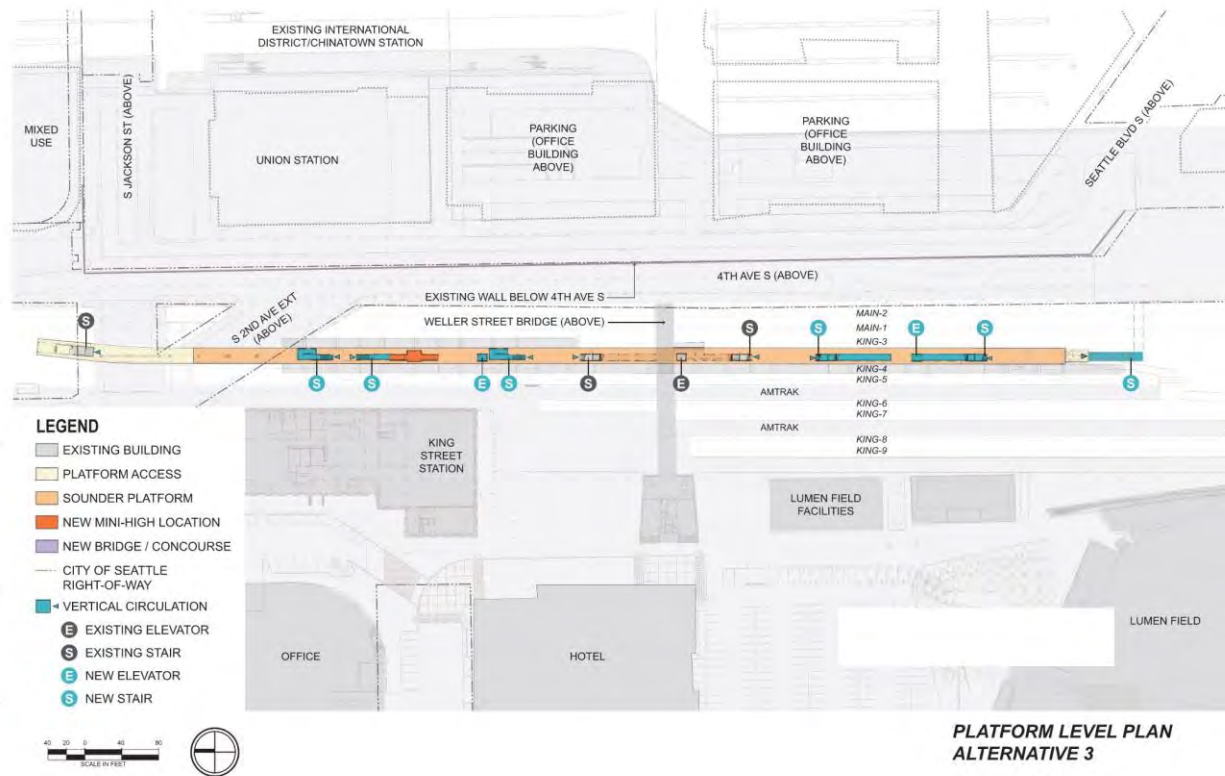 EXISTING INTERNATIONAL
DISTRICT/CHINATOWN STATION
MIXED
USE
S JACKSON ST (ABOVE)
UNION STATION
PARKING
(OFFICE
BUILDING
ABOVE)
PARKING
(OFFICE
BUILDING
ABOVE)
SEATTLE BLVD S (ABOVE)
4TH AVE S (ABOVE)
EXISTING WALL BELOW 4TH AVE S
S 2ND AVE EXT
(ABOVE)
WELLER STREET BRIDGE (ABOVE)
MAIN-2
MAIN-1
KING-3
S
S
S
E
S
S
S
E
S
S
E
S
KING-4
KING-5
AMTRAK
KING-6
KING-7
AMTRAK
KING-8
KING-9
KING
STREET
STATION
LUMEN FIELD
FACILITIES
LUMEN FIELD
OFFICE
HOTEL
LEGEND
EXISTING BUILDING
PLATFORM ACCESS
SOUNDER PLATFORM
NEW MINI-HIGH LOCATION
NEW BRIDGE / CONCOURSE
CITY OF SEATTLE
RIGHT-OF-WAY
VERTICAL CIRCULATION
E EXISTING ELEVATOR
S EXISTING STAIR
E NEW ELEVATOR
S NEW STAIR
40 20 0 40 80
SCALE IN FEET
PLATFORM LEVEL PLAN
ALTERNATIVE 3